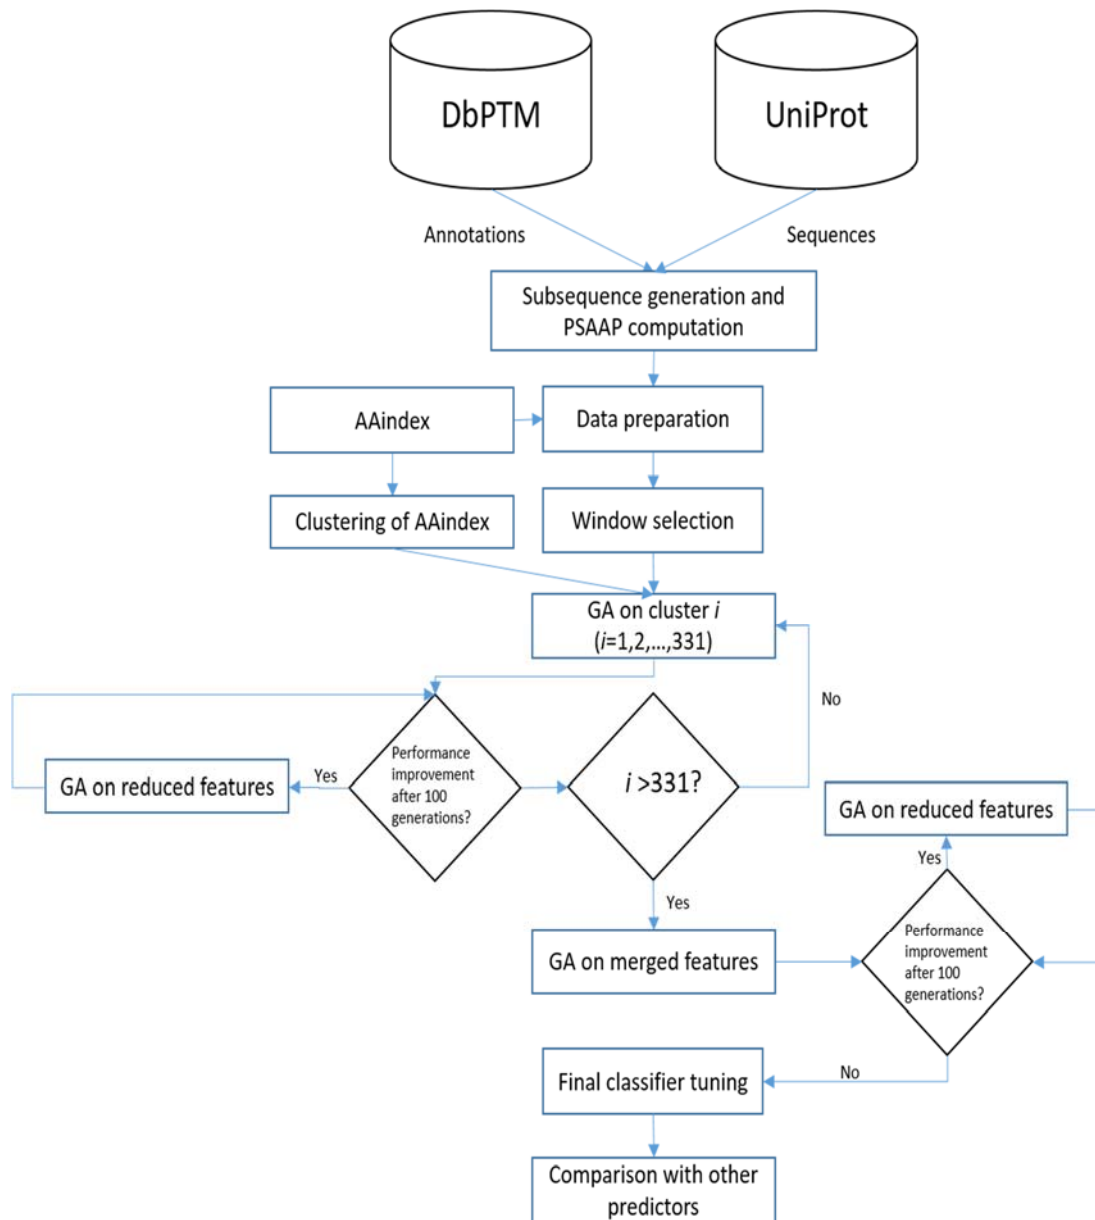 DbPTM
UniProt
Annotations
Sequences
Subsequence generation and
PSAAP computation
AAindex
Data preparation
Clustering of AAindex
Window selection
GA on cluster i
(i=1,2,...,331)
No
GA on reduced features
Yes
Performance
improvement
after 100
generations?
i >331?
GA on reduced features
Yes
Yes
GA on merged features
Performance
improvement
after 100
generations?
Final classifier tuning
No
Comparison with other
predictors